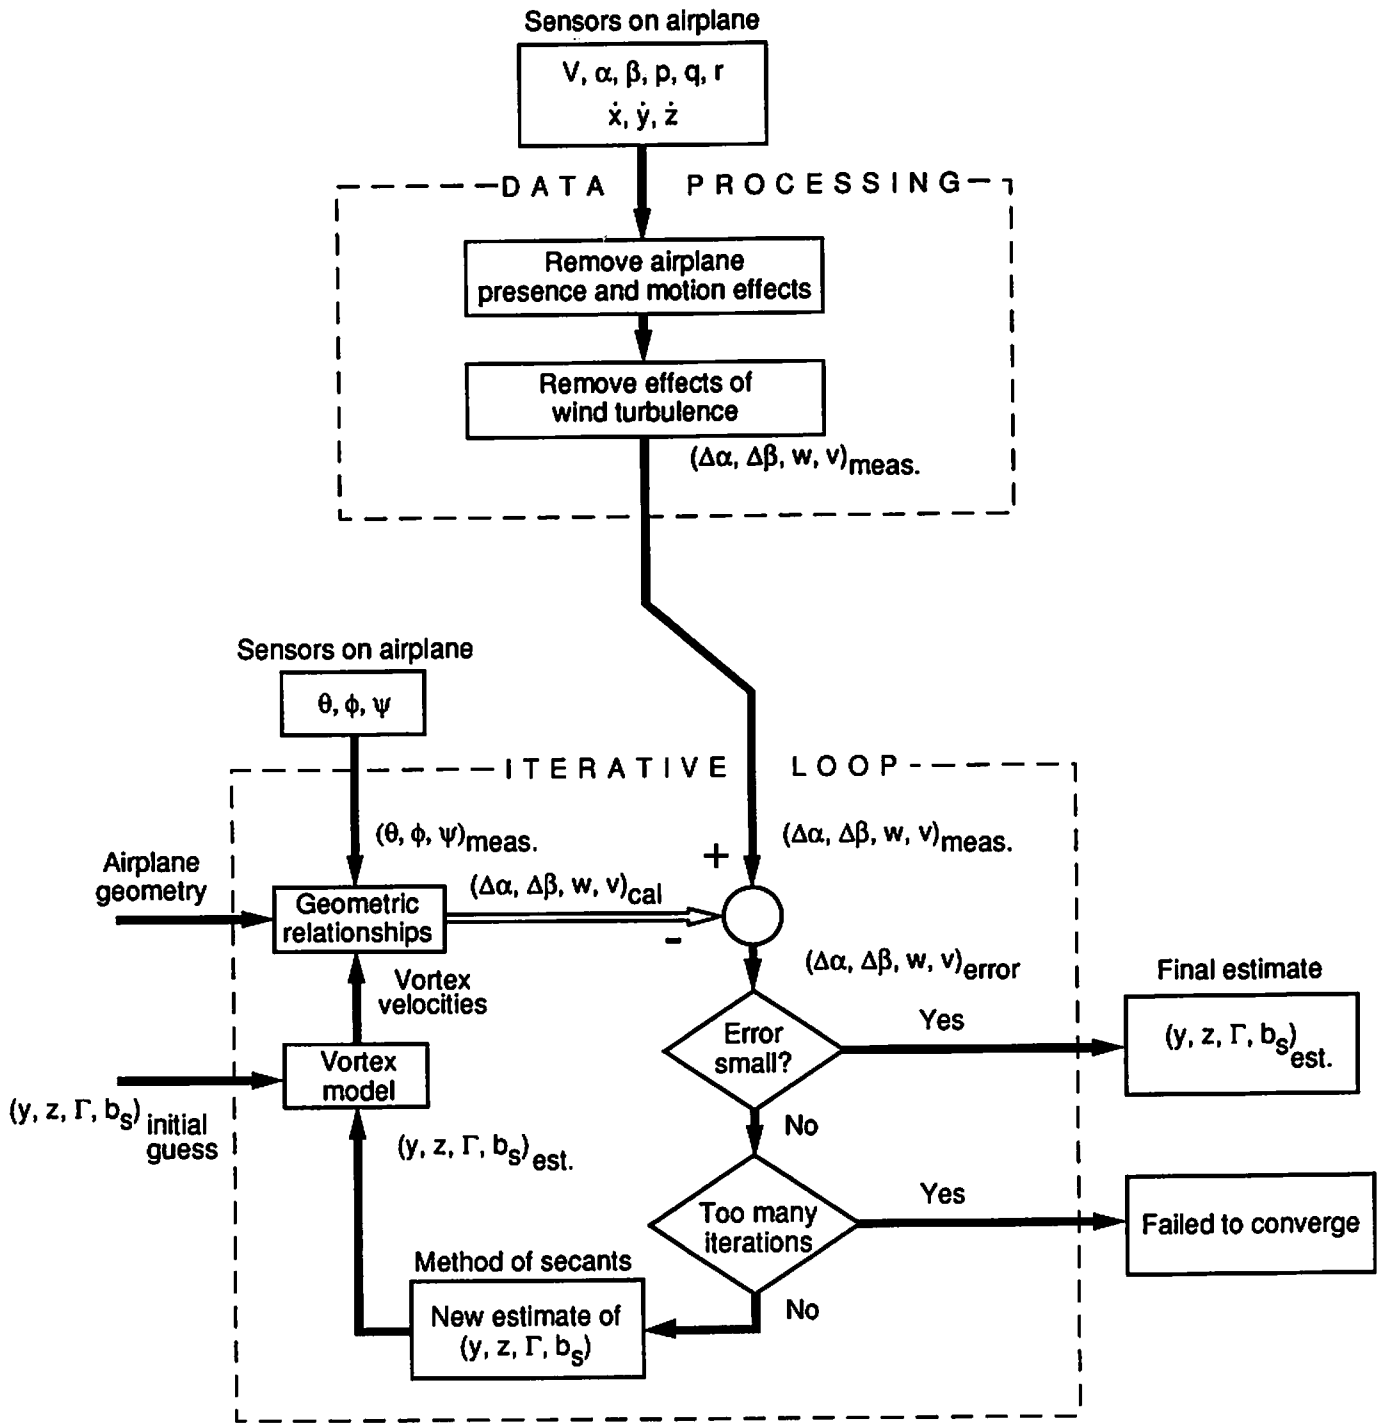 Sensors on airplane
V, α, β, p, q, r
ẋ, ẏ, ż
DATA PROCESSING
Remove airplane
presence and motion effects
Remove effects of
wind turbulence
(Δα, Δβ, w, v)meas.
Sensors on airplane
θ, ϕ, ψ
ITERATIVE LOOP
(θ, ϕ, ψ)meas.
+
(Δα, Δβ, w, v)meas.
Airplane
geometry
Geometric
relationships
(Δα, Δβ, w, v)cal
-
(Δα, Δβ, w, v)error
Vortex
velocities
Final estimate
Error
small?
Yes
(y, z, Γ, bs)est.
Vortex
model
(y, z, Γ, bs)initial
guess
No
(y, z, Γ, bs)est.
Too many
iterations
Yes
Failed to converge
Method of secants
No
New estimate of
(y, z, Γ, bs)